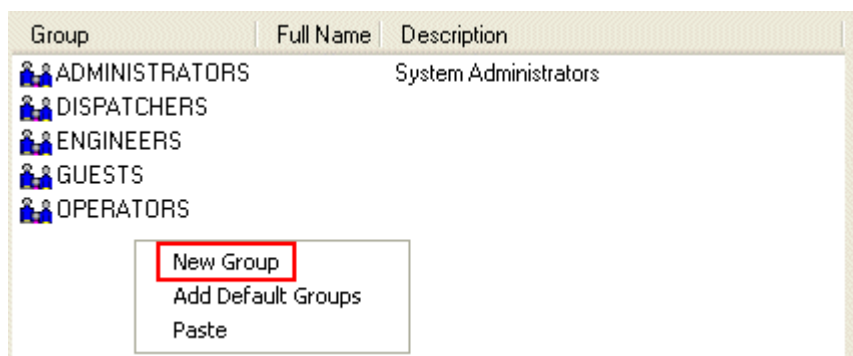 Group Full Name Description
ADMINISTRATORS System Administrators
DISPATCHERS
ENGINEERS
GUESTS
OPERATORS
New Group
Add Default Groups
Paste